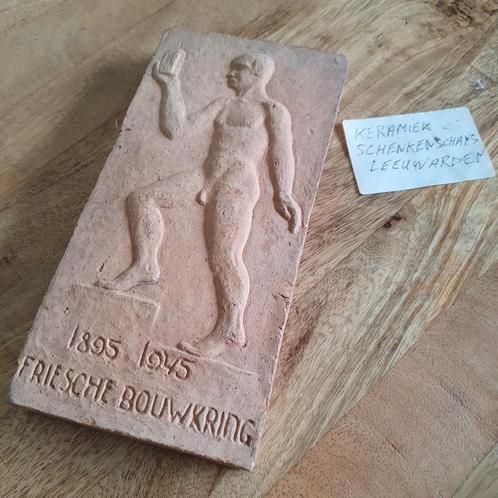 1895 1945
FRIESCHE BOUWKRING
KERAMIEK
SCHENKENSCHANS
LEEUWARDEN